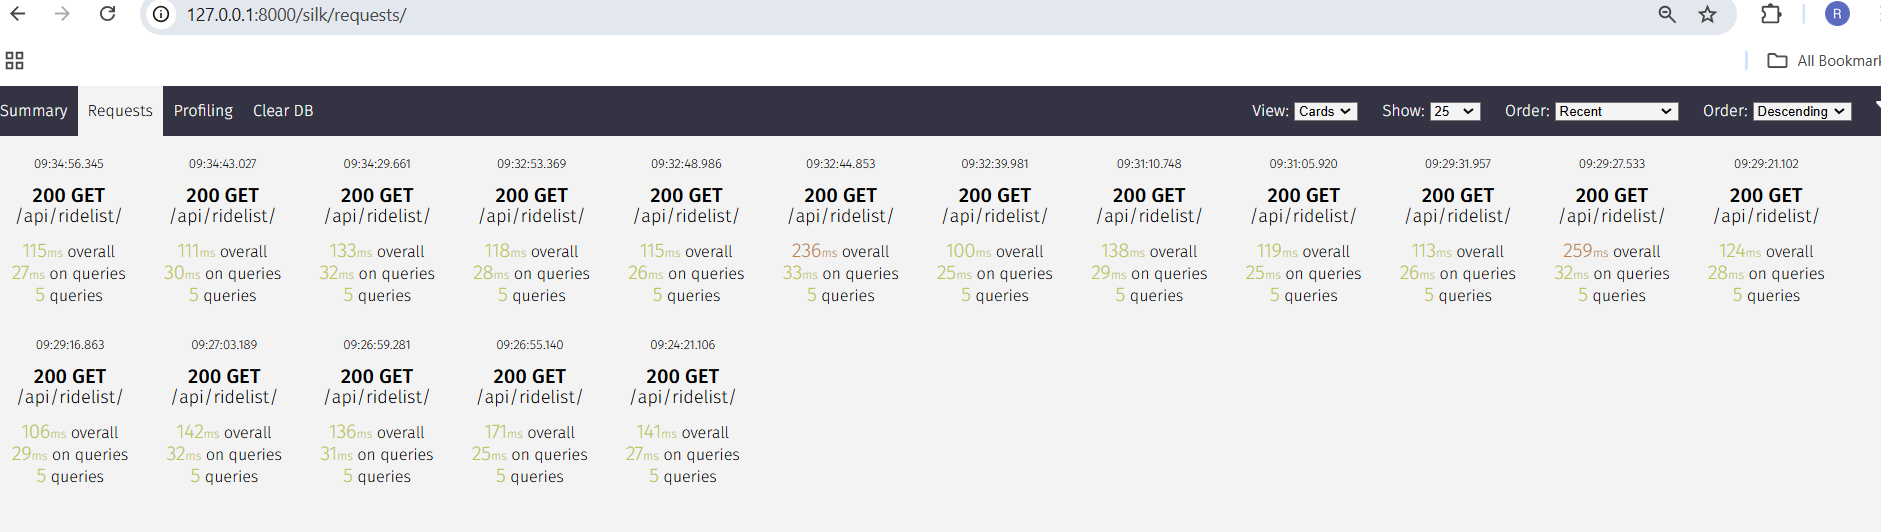 127.0.0.1:8000/silk/requests/
R
All Bookmar
Summary Requests Profiling Clear DB View: Cards Show: 25 Order: Recent Order: Descending
09:34:56.345 09:34:43.027 09:34:29.661 09:32:53.369 09:32:48.986 09:32:44.853 09:32:39.981 09:31:10.748 09:31:05.920 09:29:31.957 09:29:27.533 09:29:21.102
200 GET 200 GET 200 GET 200 GET 200 GET 200 GET 200 GET 200 GET 200 GET 200 GET 200 GET 200 GET
/api/ridelist/ /api/ridelist/ /api/ridelist/ /api/ridelist/ /api/ridelist/ /api/ridelist/ /api/ridelist/ /api/ridelist/ /api/ridelist/ /api/ridelist/ /api/ridelist/ /api/ridelist/
115ms overall 111ms overall 133ms overall 118ms overall 115ms overall 236ms overall 100ms overall 138ms overall 119ms overall 113ms overall 259ms overall 124ms overall
27ms on queries 30ms on queries 32ms on queries 28ms on queries 26ms on queries 33ms on queries 25ms on queries 29ms on queries 25ms on queries 26ms on queries 32ms on queries 28ms on queries
5 queries 5 queries 5 queries 5 queries 5 queries 5 queries 5 queries 5 queries 5 queries 5 queries 5 queries 5 queries
09:29:16.863 09:27:03.189 09:26:59.281 09:26:55.140 09:24:21.106
200 GET 200 GET 200 GET 200 GET 200 GET
/api/ridelist/ /api/ridelist/ /api/ridelist/ /api/ridelist/ /api/ridelist/
106ms overall 142ms overall 136ms overall 171ms overall 141ms overall
29ms on queries 32ms on queries 31ms on queries 25ms on queries 27ms on queries
5 queries 5 queries 5 queries 5 queries 5 queries